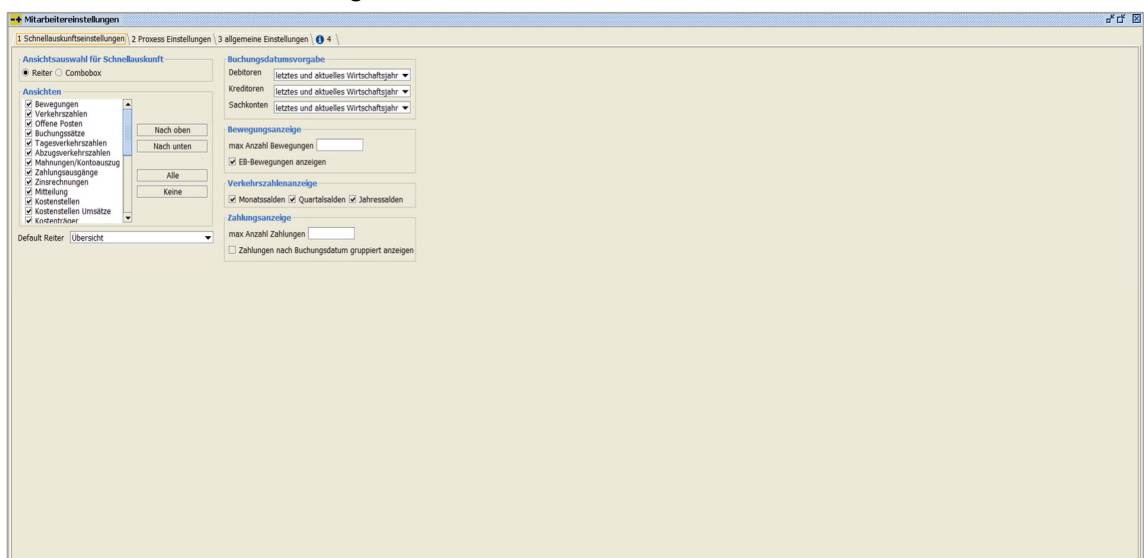 Mitarbeitereinstellungen
1 Schnellauskunftseinstellungen 2 Proxess Einstellungen 3 allgemeine Einstellungen 4
Ansichtsauswahl für Schnellauskunft
Reiter Combobox
Ansichten
Bewegungen
Verkehrszahlen
Offene Posten
Buchungssätze
Tagesverkehrszahlen
Abzugsverkehrszahlen
Mahnungen/Kontoauszug
Zahlungsausgänge
Zinsrechnungen
Mitteilung
Kostenstellen
Kostenstellen Umsätze
Kostenträger
Nach oben
Nach unten
Alle
Keine
Default Reiter Übersicht
Buchungsdatumsvorgabe
Debitoren letztes und aktuelles Wirtschaftsjahr
Kreditoren letztes und aktuelles Wirtschaftsjahr
Sachkonten letztes und aktuelles Wirtschaftsjahr
Bewegungsanzeige
max Anzahl Bewegungen
EB-Bewegungen anzeigen
Verkehrszahlenanzeige
Monatssalden Quartalsalden Jahressalden
Zahlungsanzeige
max Anzahl Zahlungen
Zahlungen nach Buchungsdatum gruppiert anzeigen